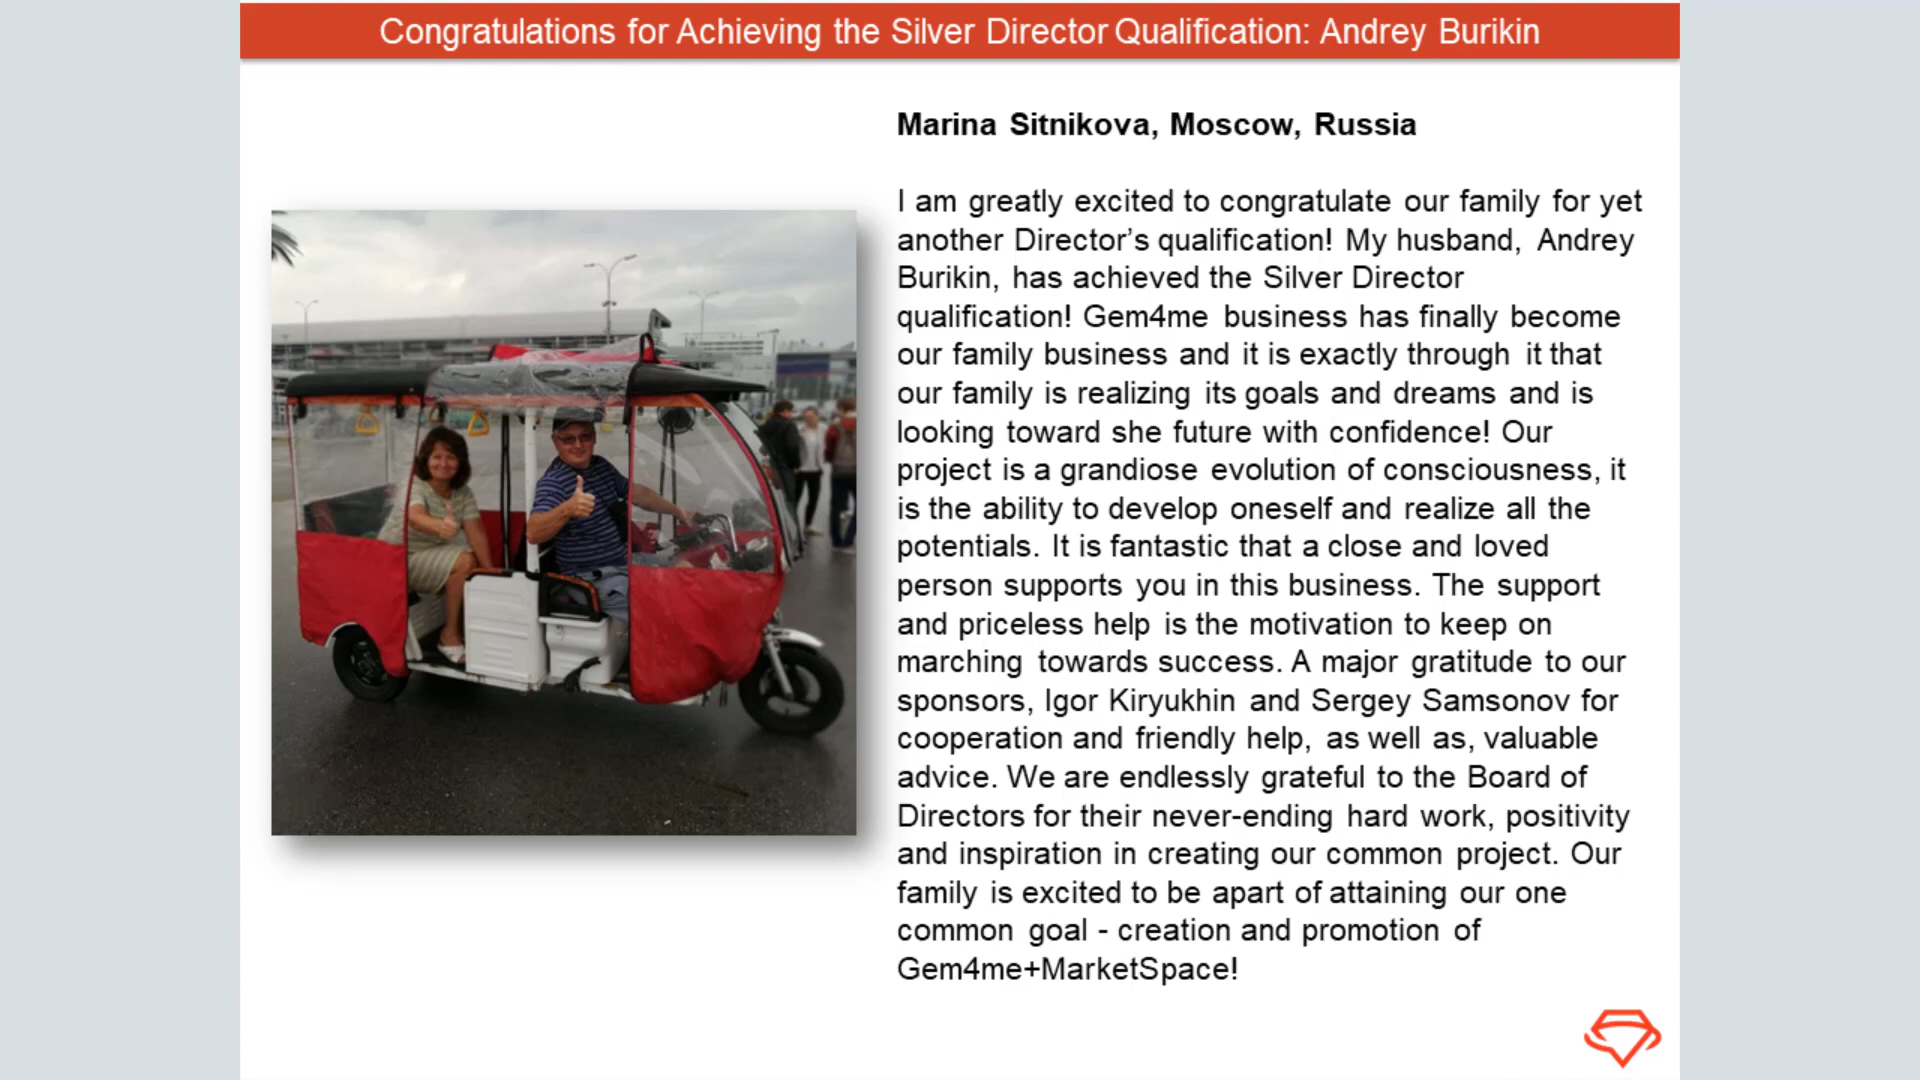 Congratulations for Achieving the Silver Director Qualification: Andrey Burikin
Marina Sitnikova, Moscow, Russia
I am greatly excited to congratulate our family for yet
another Director’s qualification! My husband, Andrey
Burikin, has achieved the Silver Director
qualification! Gem4me business has finally become
our family business and it is exactly through it that
our family is realizing its goals and dreams and is
looking toward she future with confidence! Our
project is a grandiose evolution of consciousness, it
is the ability to develop oneself and realize all the
potentials. It is fantastic that a close and loved
person supports you in this business. The support
and priceless help is the motivation to keep on
marching towards success. A major gratitude to our
sponsors, Igor Kiryukhin and Sergey Samsonov for
cooperation and friendly help, as well as, valuable
advice. We are endlessly grateful to the Board of
Directors for their never-ending hard work, positivity
and inspiration in creating our common project. Our
family is excited to be apart of attaining our one
common goal - creation and promotion of
Gem4me+MarketSpace!